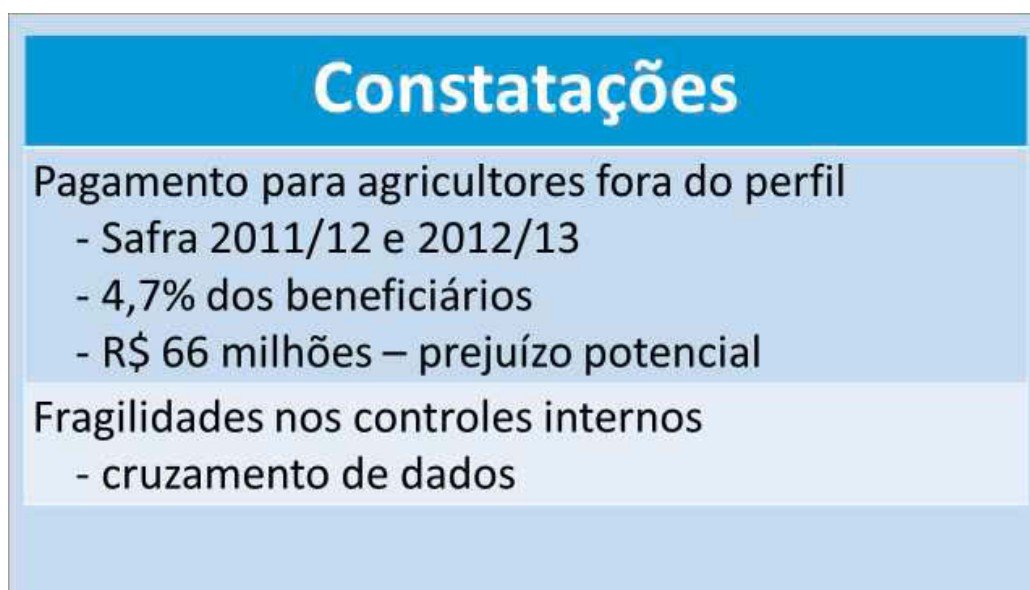 Constatações
Pagamento para agricultores fora do perfil
- Safra 2011/12 e 2012/13
- 4,7% dos beneficiários
- R$ 66 milhões – prejuízo potencial
Fragilidades nos controles internos
- cruzamento de dados